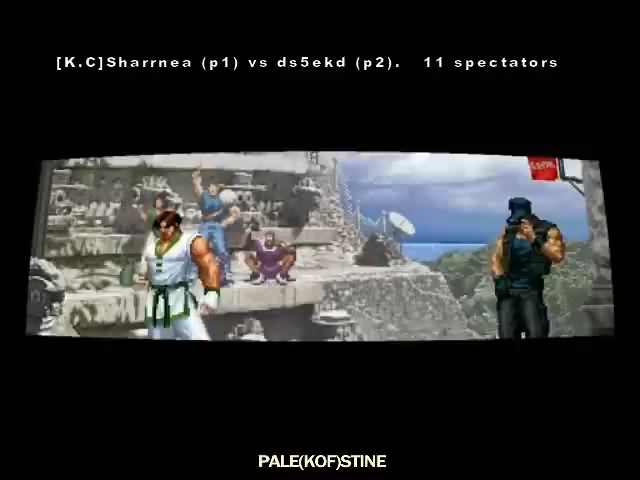 [K.C]Sharrnea (p1) vs ds5ekd (p2). 11 spectators
PALE(KOF)STINE